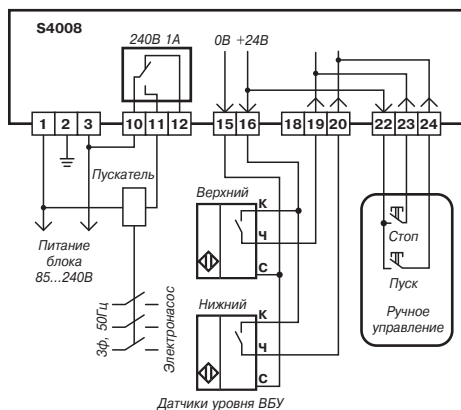 S4008
240В 1А
0В +24В
1 2 3 10 11 12 15 16 18 19 20 22 23 24
Пускатель
Питание
блока
85...240В
3ф, 50Гц
Электронасос
Верхний
К
Ч
С
Нижний
К
Ч
С
Датчики уровня ВБУ
Стоп
Пуск
Ручное
управление